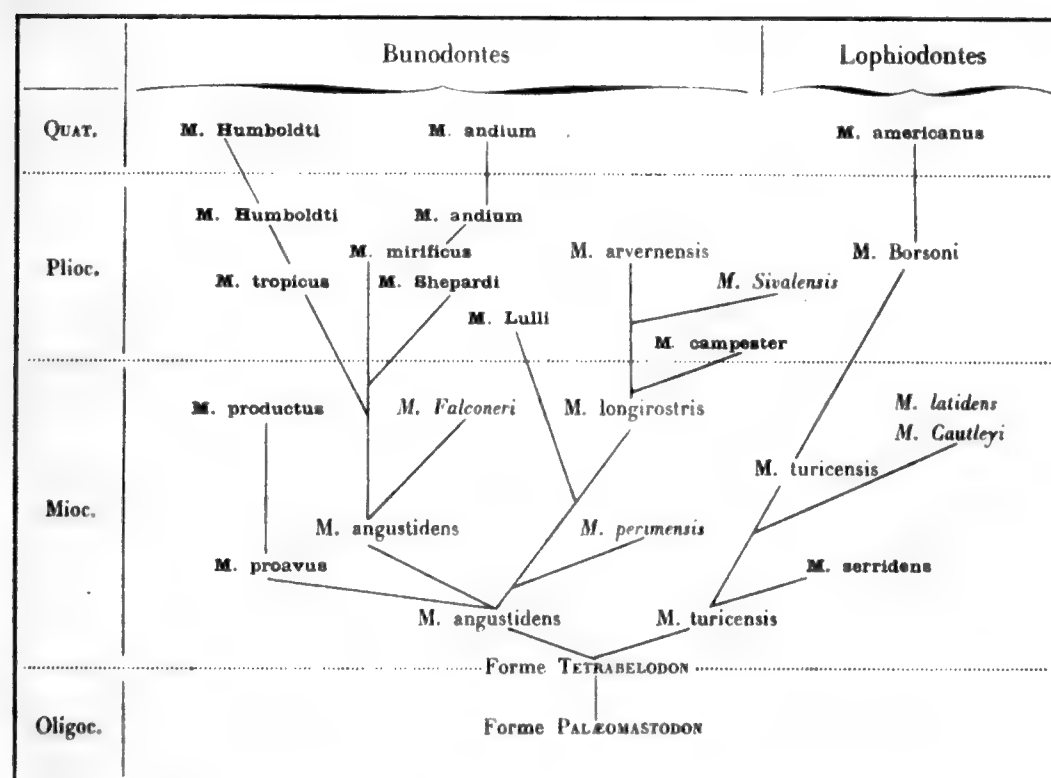 Bunodontes Lophiodontes
QUAT. M. Humboldti M. andium M. americanus
M. Humboldti M. andium
Plioc. M. mirificus M. arvernensis M. Borsoni
M. tropicus M. Shepardi M. Sivalensis
M. Lulli
M. campester
M. productus M. Falconeri M. longirostris M. latidens
M. Cautleyi
M. turicensis
Mioc. M. angustidens M. perimensis
M. proavus M. serridens
M. angustidens M. turicensis
Forme TETRABELODON
Oligoc. Forme PALÆOMASTODON